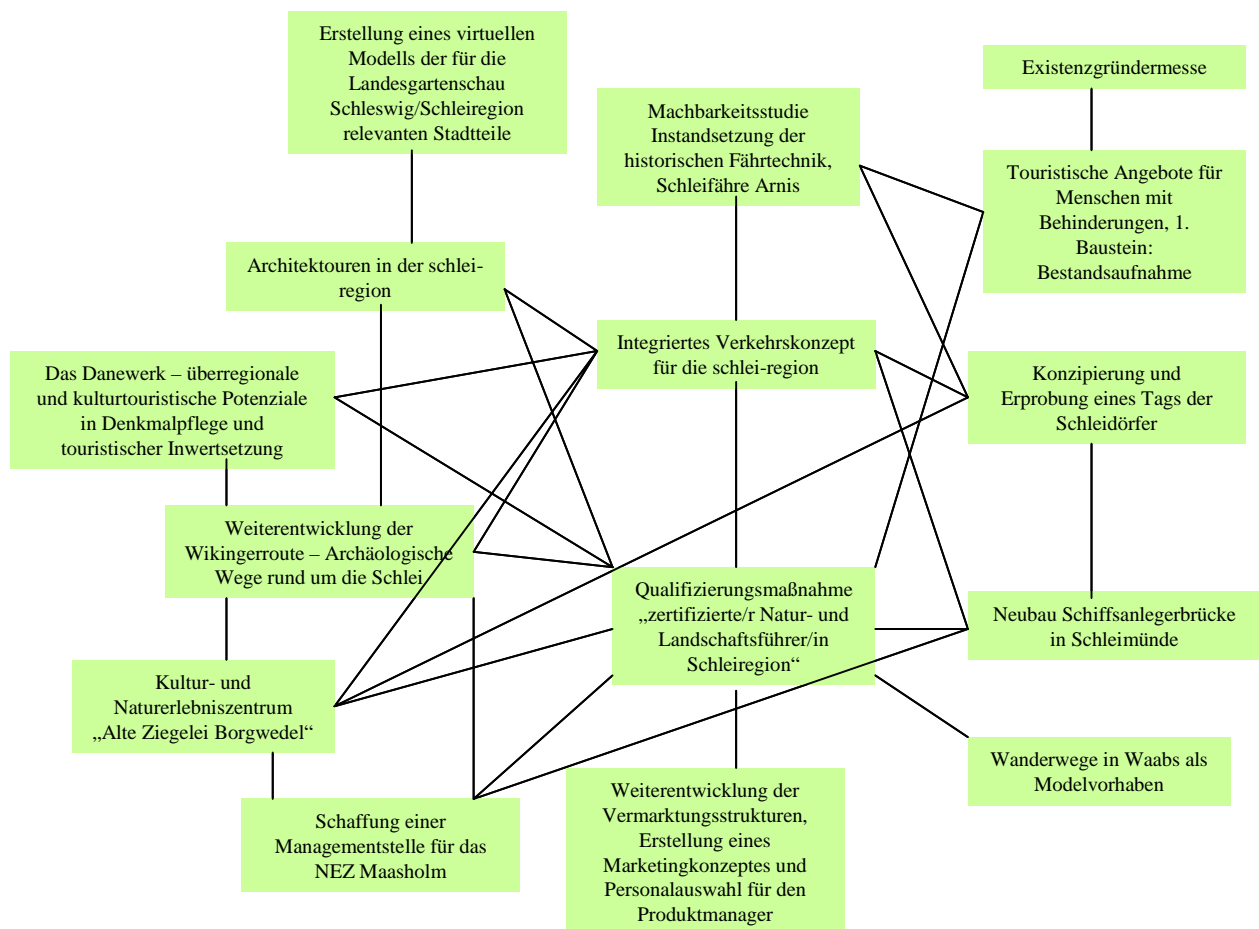 Erstellung eines virtuellen
Modells der für die
Landesgartenschau
Schleswig/Schleiregion
relevanten Stadtteile
Existenzgründermesse
Machbarkeitsstudie
Instandsetzung der
historischen Fährtechnik,
Schleifähre Arnis
Touristische Angebote für
Menschen mit
Behinderungen, 1.
Baustein:
Bestandsaufnahme
Architektouren in der schlei-
region
Integriertes Verkehrskonzept
für die schlei-region
Das Danewerk – überregionale
und kulturtouristische Potenziale
in Denkmalpflege und
touristischer Inwertsetzung
Konzipierung und
Erprobung eines Tags der
Schleidörfer
Weiterentwicklung der
Wikingerroute – Archäologische
Wege rund um die Schlei
Qualifizierungsmaßnahme
„zertifizierte/r Natur- und
Landschaftsführer/in
Schleiregion“
Neubau Schiffsanlegerbrücke
in Schleimünde
Kultur- und
Naturerlebniszentrum
„Alte Ziegelei Borgwedel“
Wanderwege in Waabs als
Modelvorhaben
Schaffung einer
Managementstelle für das
NEZ Maasholm
Weiterentwicklung der
Vermarktungsstrukturen,
Erstellung eines
Marketingkonzeptes und
Personalauswahl für den
Produktmanager